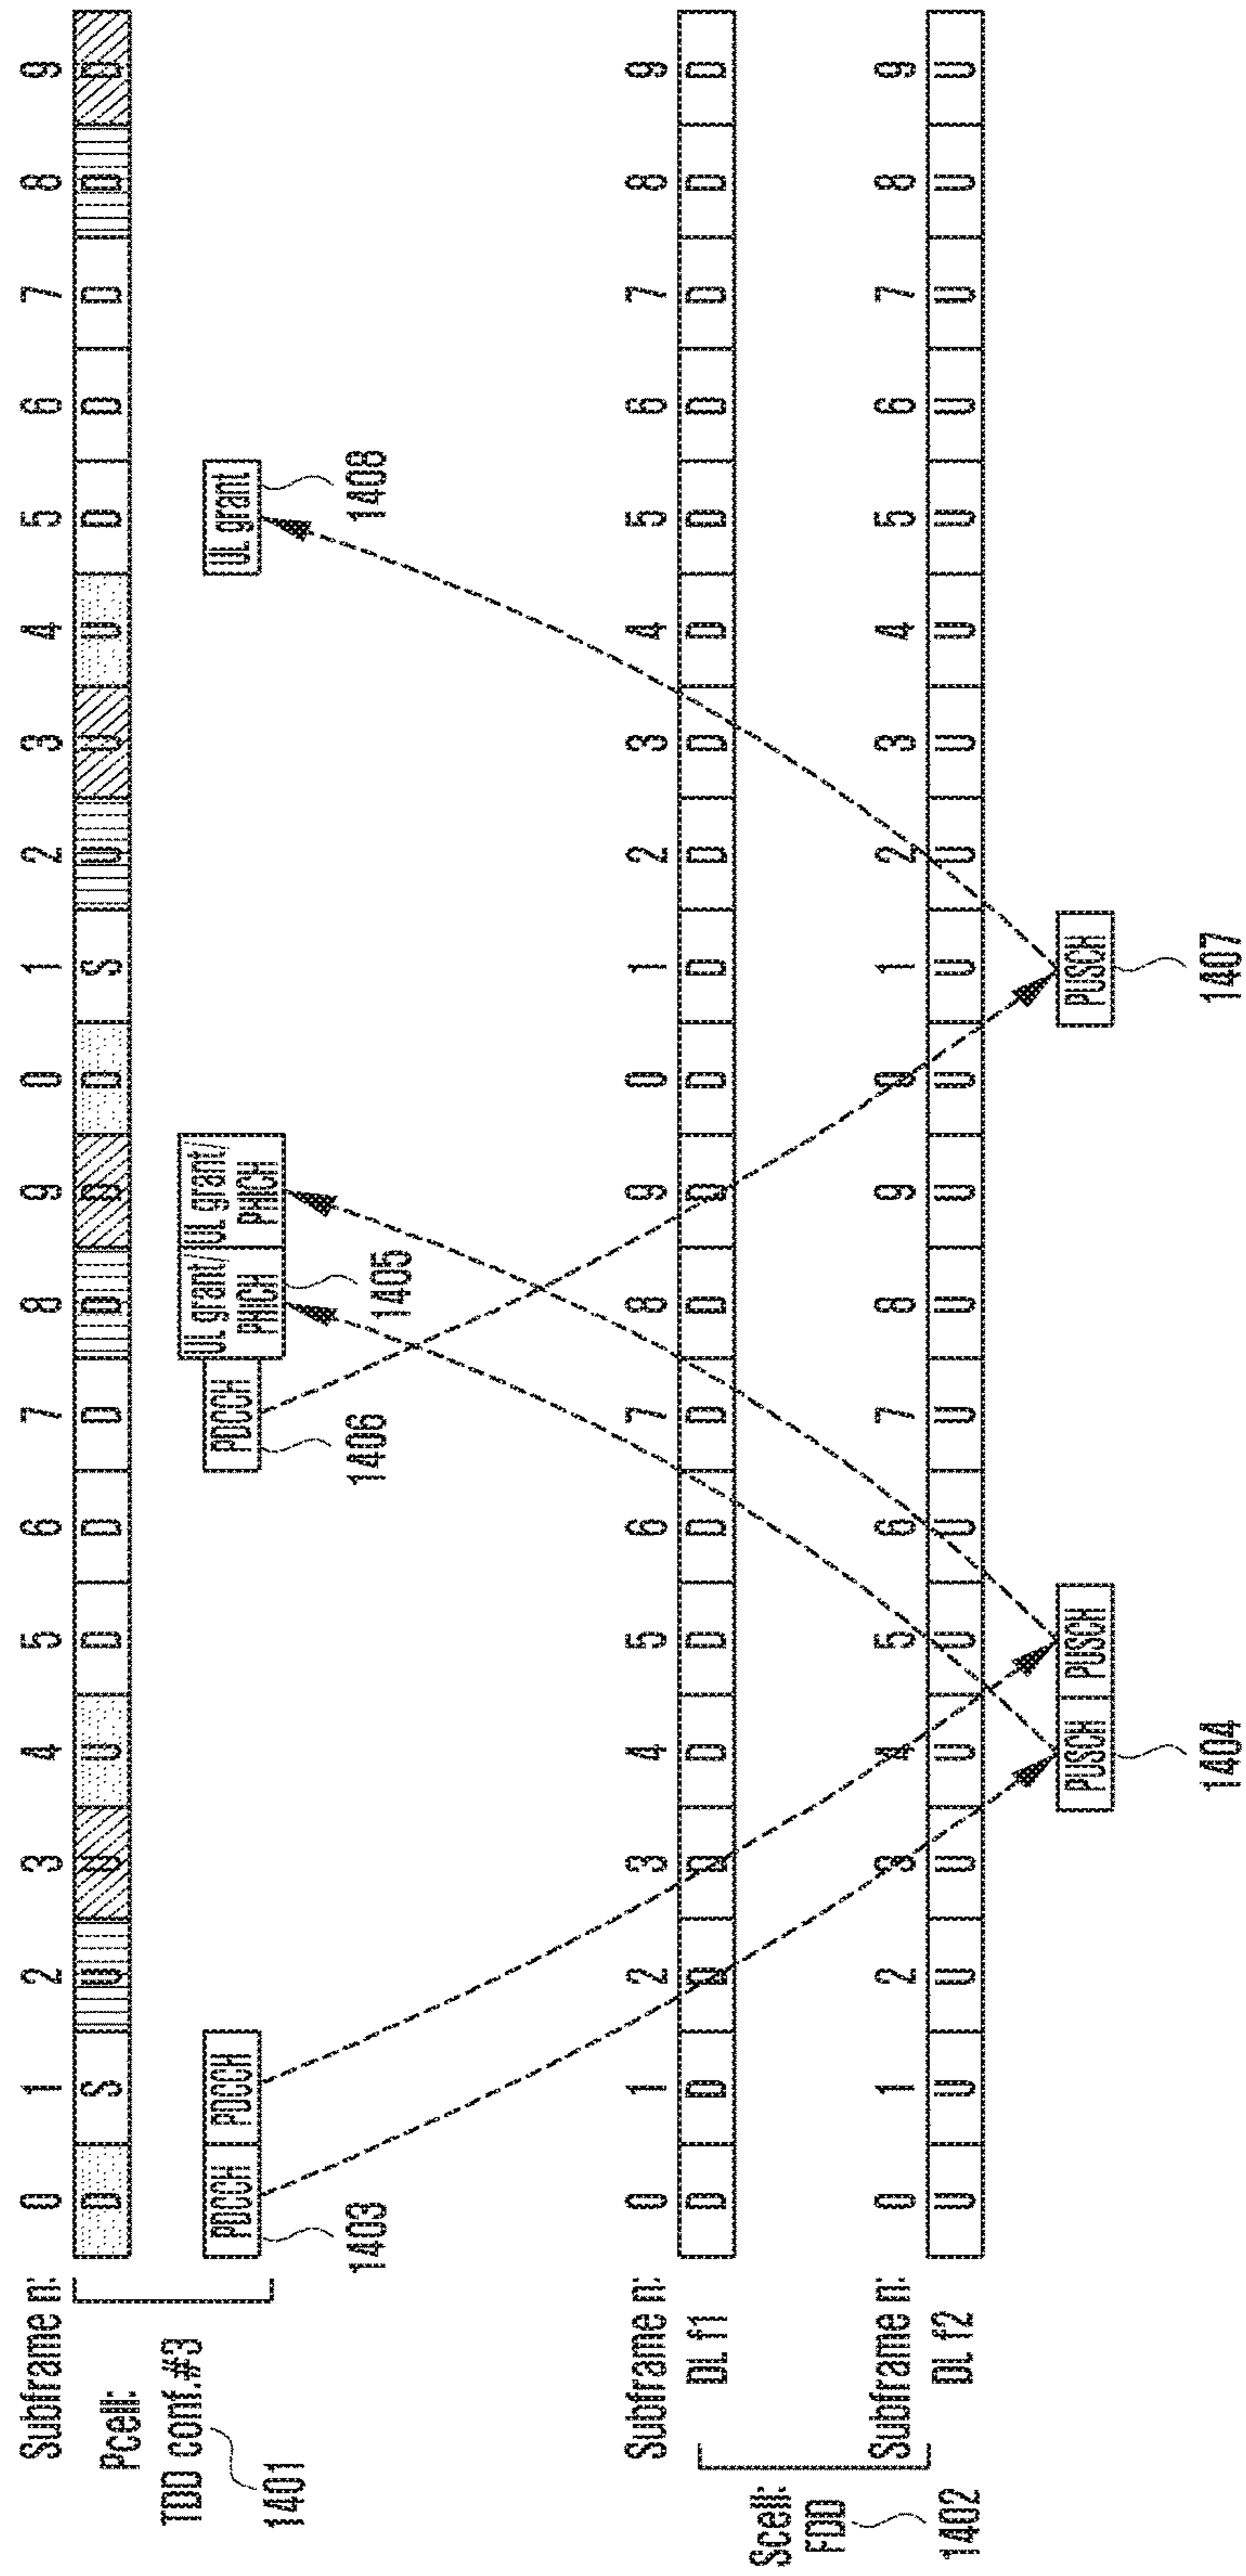 Subframe n: 0 1 2 3 4 5 6 7 8 9 0 1 2 3 4 5 6 7 8 9
Pcell: D S U U U D D D D D D S U U U D D D D D
TDD conf.#3
1401
PDCCH PDCCH PDCCH UL grant/ PHICH UL grant/ PHICH UL grant
1403 1406 1405 1408
Subframe n: 0 1 2 3 4 5 6 7 8 9 0 1 2 3 4 5 6 7 8 9
DL f1 D D D D D D D D D D D D D D D D D D D D
Scell:
FDD
1402
Subframe n: 0 1 2 3 4 5 6 7 8 9 0 1 2 3 4 5 6 7 8 9
DL f2 U U U U U U U U U U U U U U U U U U U U
PUSCH PUSCH PUSCH
1404 1407